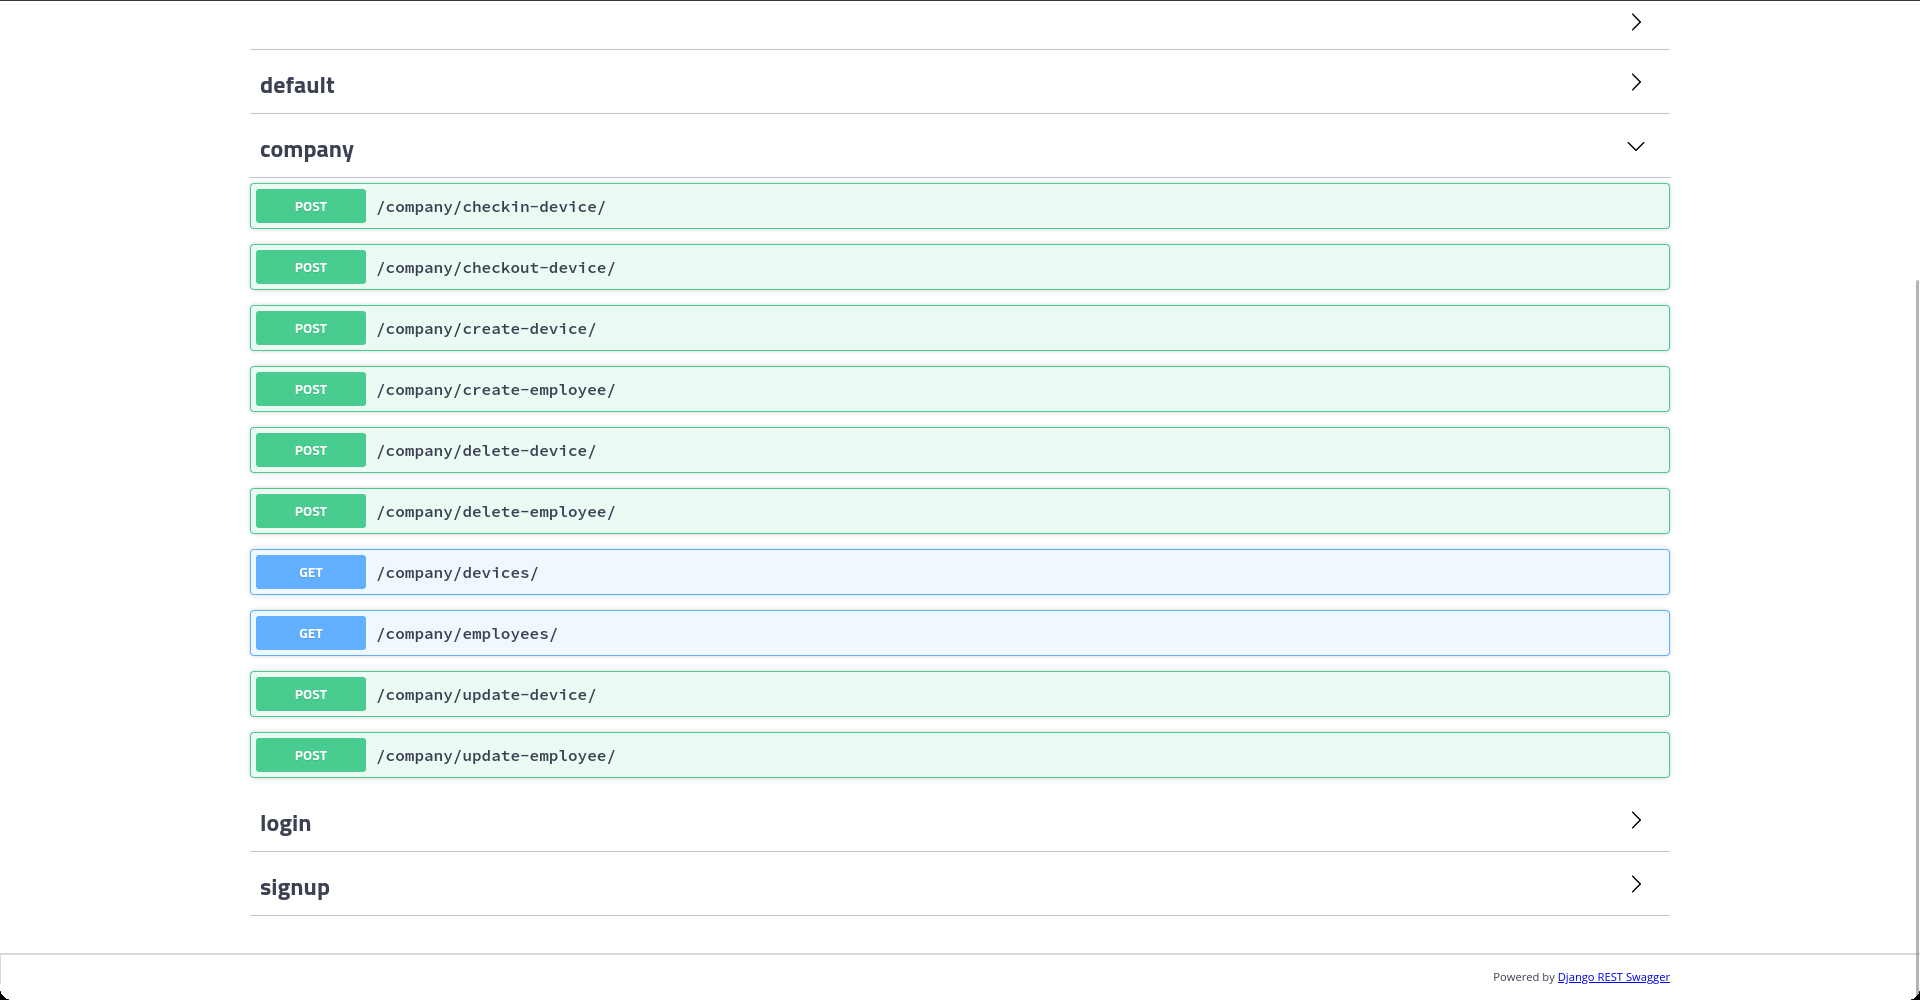 default
company
POST /company/checkin-device/
POST /company/checkout-device/
POST /company/create-device/
POST /company/create-employee/
POST /company/delete-device/
POST /company/delete-employee/
GET /company/devices/
GET /company/employees/
POST /company/update-device/
POST /company/update-employee/
login
signup
Powered by Django REST Swagger